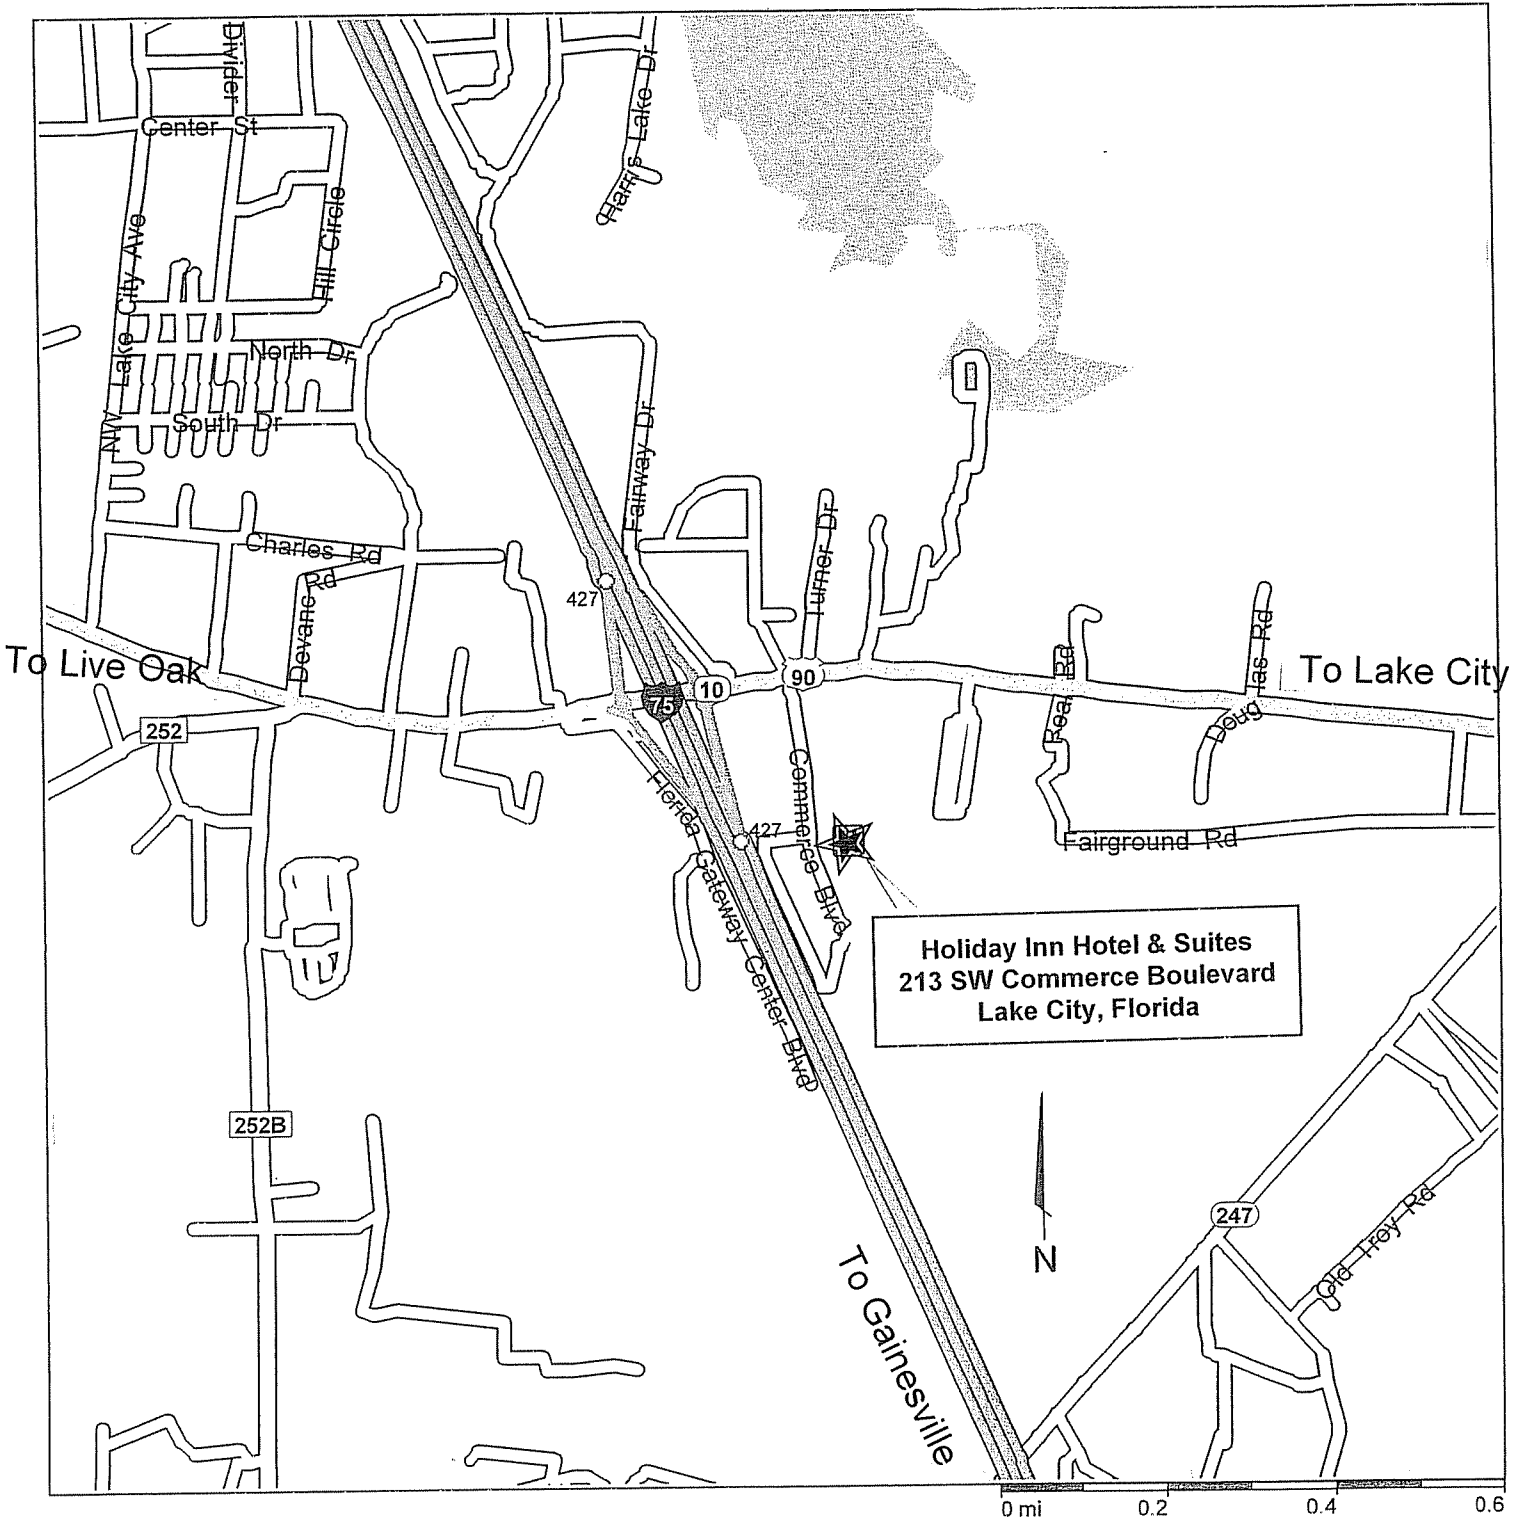 Divider
Center St
Harris Lake Dr
Hill Circle
NW Lake City Ave
North Dr
South Dr
Fairway Dr
Charles Rd
Devane Rd
Turner Dr
427
To Live Oak
75
10
90
Real Rd
Douglas Rd
To Lake City
252
Florida Gateway Center Blvd
427
Commerce Blvd
Fairground Rd
Holiday Inn Hotel & Suites
213 SW Commerce Boulevard
Lake City, Florida
252B
N
247
Old Troy Rd
To Gainesville
0 mi 0.2 0.4 0.6